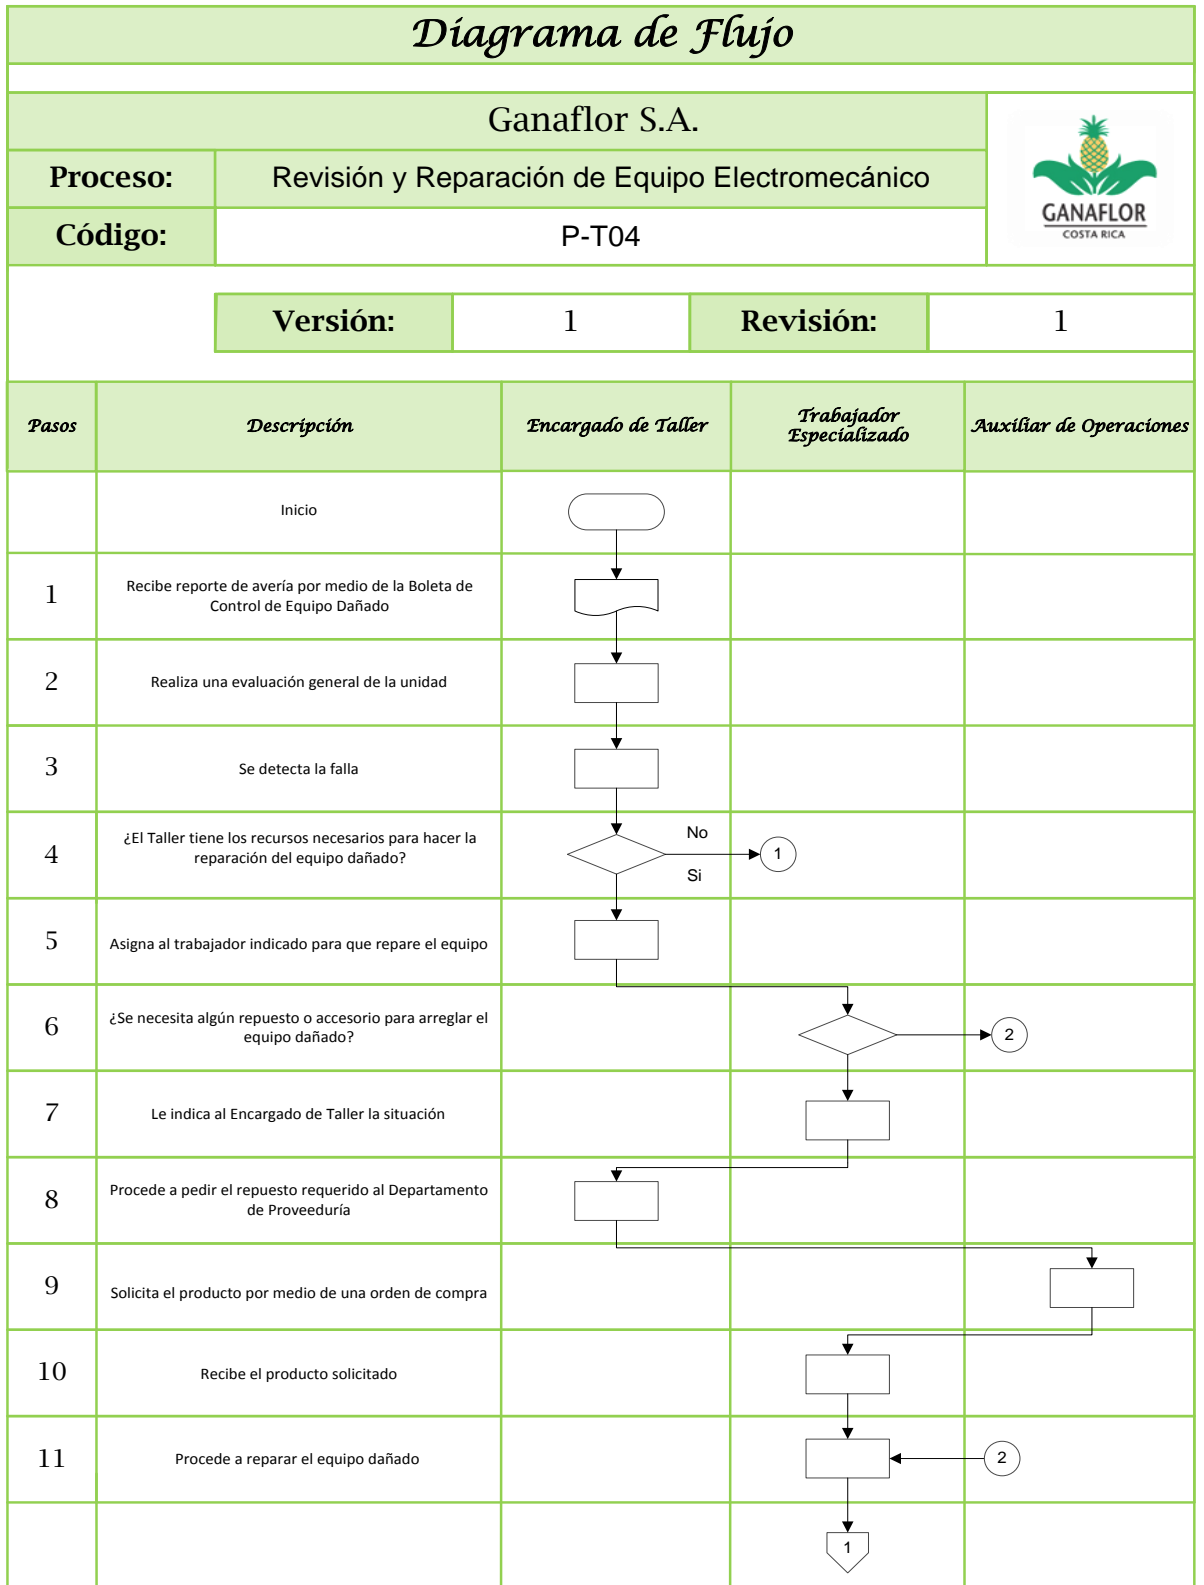 Diagrama de Flujo
Ganaflor S.A.
Proceso:
Revisión y Reparación de Equipo Electromecánico
Código:
P-T04
GANAFLOR
COSTA RICA
Versión:
1
Revisión:
1
Pasos
Descripción
Encargado de Taller
Trabajador
Especializado
Auxiliar de Operaciones
Inicio
1
Recibe reporte de avería por medio de la Boleta de
Control de Equipo Dañado
2
Realiza una evaluación general de la unidad
3
Se detecta la falla
4
¿El Taller tiene los recursos necesarios para hacer la
reparación del equipo dañado?
No
Si
1
5
Asigna al trabajador indicado para que repare el equipo
6
¿Se necesita algún repuesto o accesorio para arreglar el
equipo dañado?
2
7
Le indica al Encargado de Taller la situación
8
Procede a pedir el repuesto requerido al Departamento
de Proveeduría
9
Solicita el producto por medio de una orden de compra
10
Recibe el producto solicitado
11
Procede a reparar el equipo dañado
2
1